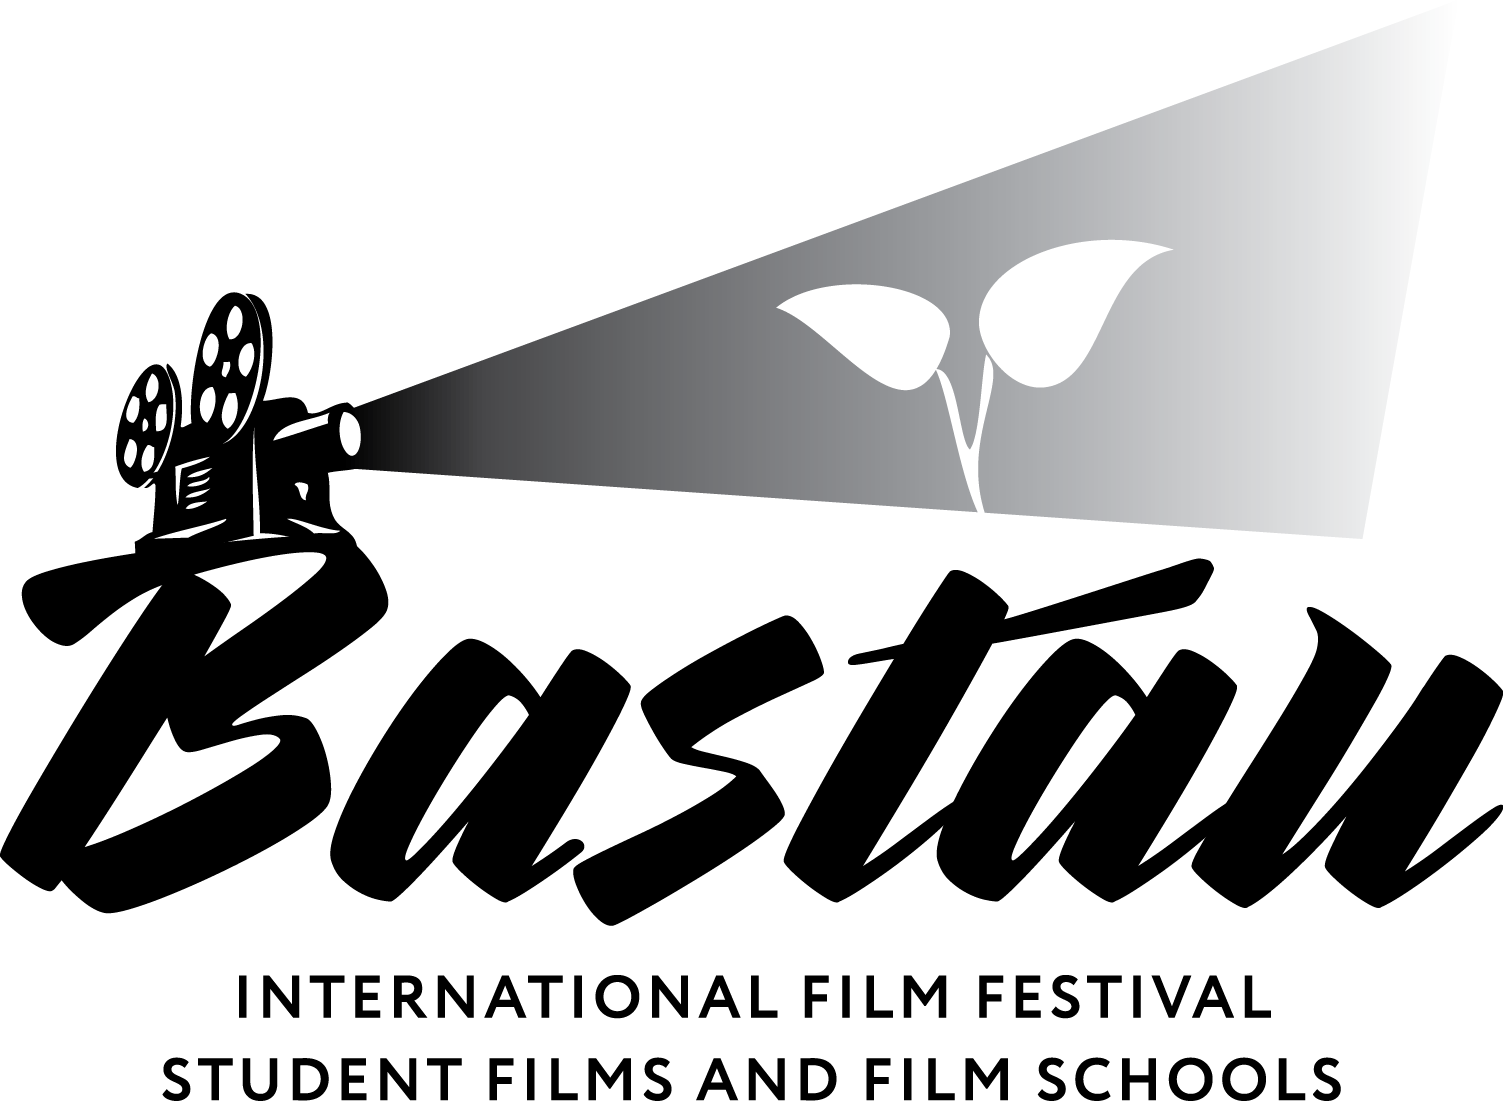 Bastau
INTERNATIONAL FILM FESTIVAL
STUDENT FILMS AND FILM SCHOOLS